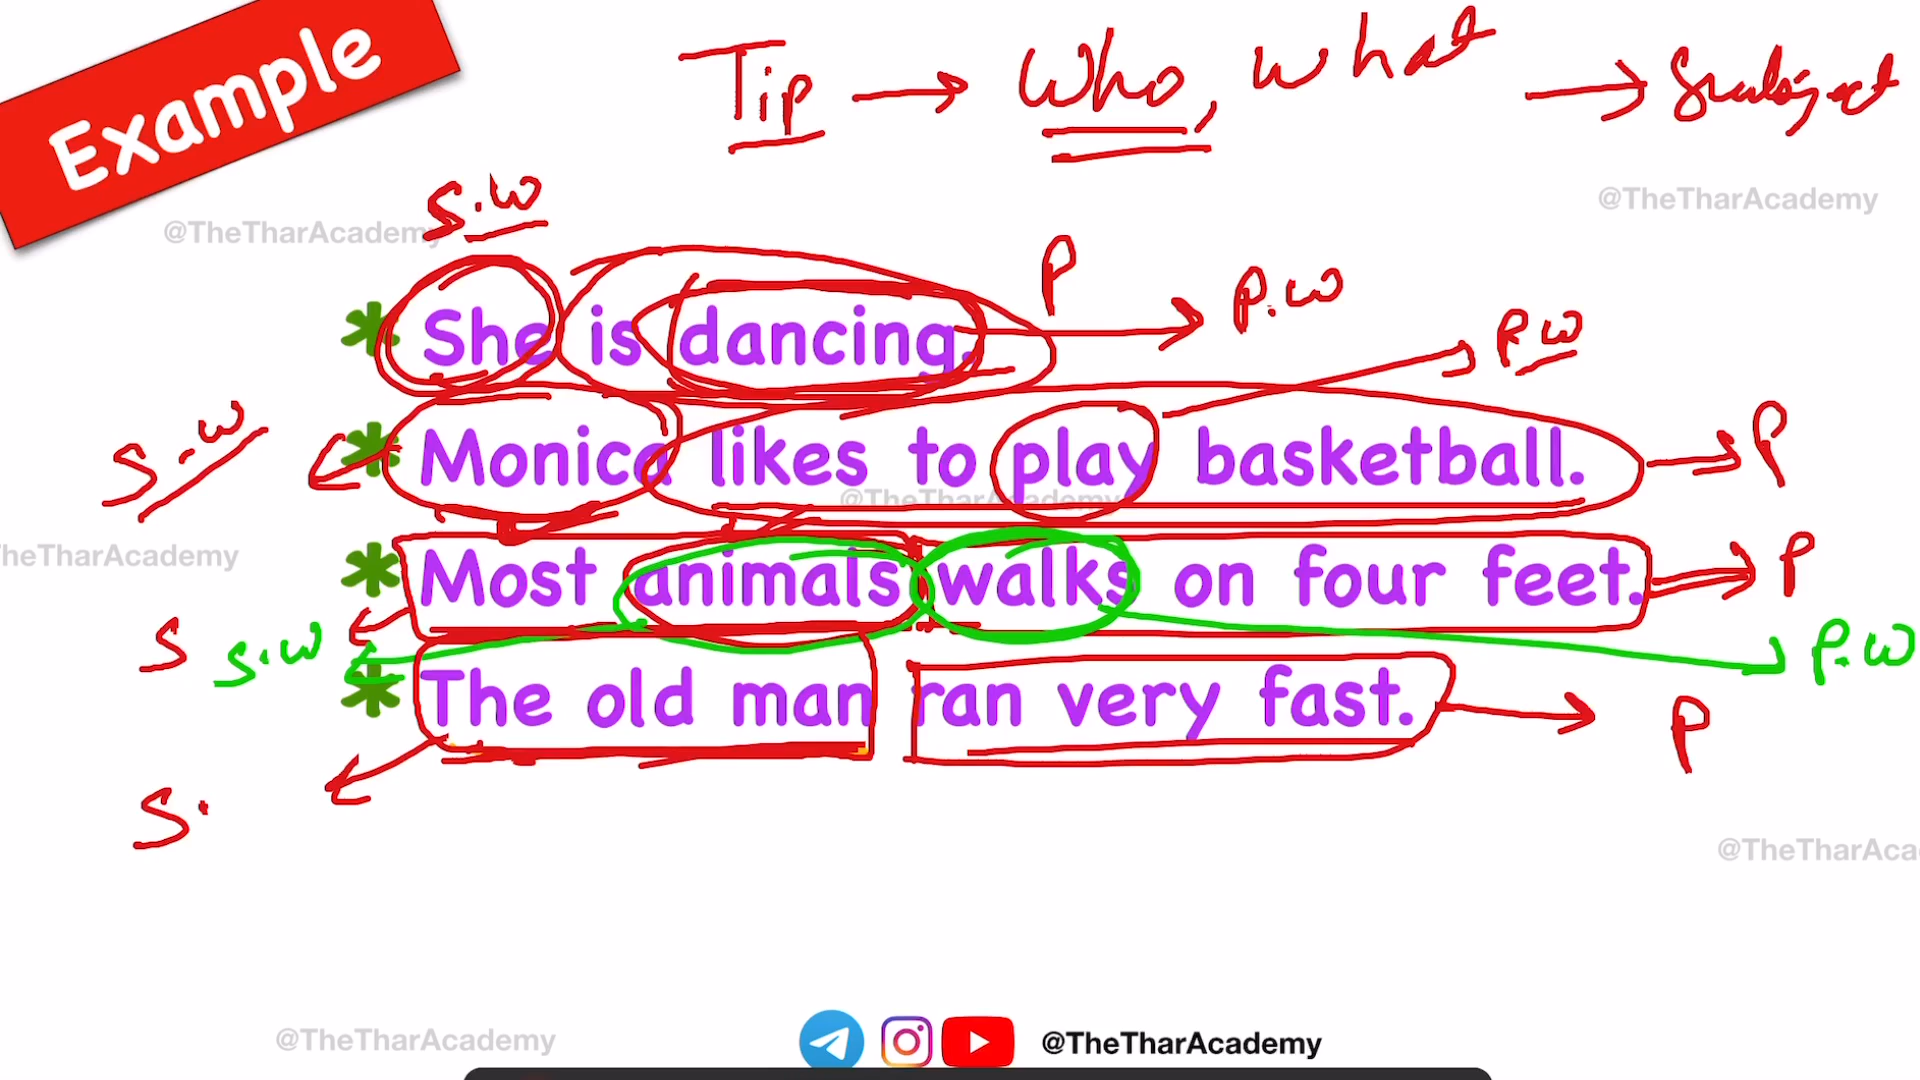 Example
Tip → Who, what → Subject
@TheTharAcademy
S.W
@TheTharAcademy
P
P.W
* She is dancing.
P.W
S.W
* Monica likes to play basketball.
P
@TheTharAcademy
TheTharAcademy
* Most animals walks on four feet.
P
S
S.W
P.W
* The old man ran very fast.
P
S.
@TheTharAca
@TheTharAcademy
@TheTharAcademy